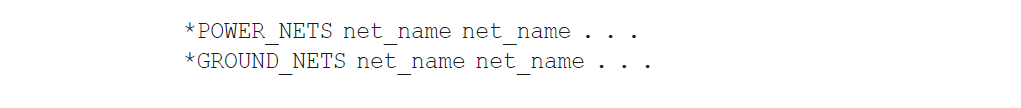 *POWER_NETS net_name net_name . . .
*GROUND_NETS net_name net_name . . .